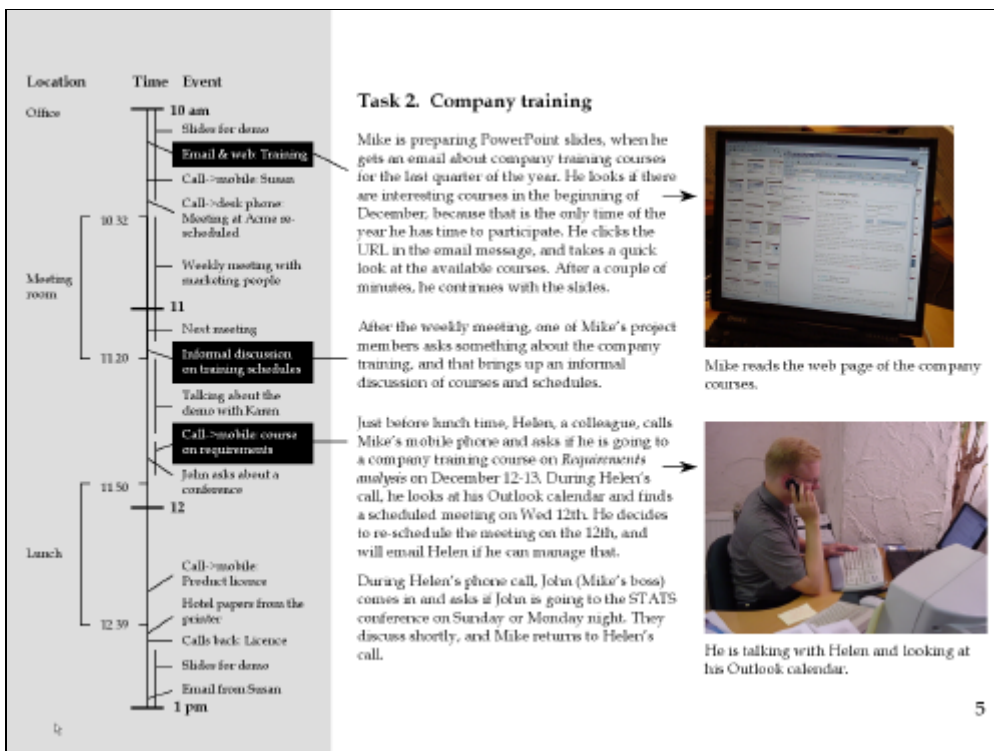 Location Time Event
Office
10 am
Slides for demo
Email & web: Training
Call->mobile: Susan
Call->desk phone:
Meeting at Acme re-
scheduled
10.32
Weekly meeting with
marketing people
Meeting
room
11
Next meeting
11.20
Informal discussion
on training schedules
Talking about the
demo with Karen
Call->mobile: course
on requirements
John asks about a
conference
11.50
12
Lunch
Call->mobile:
Product licence
Hotel papers from the
printer
12.39
Calls back: Licence
Slides for demo
Email from Susan
1 pm
Task 2. Company training
Mike is preparing PowerPoint slides, when he
gets an email about company training courses
for the last quarter of the year. He looks if there
are interesting courses in the beginning of
December, because that is the only time of the
year he has time to participate. He clicks the
URL in the email message, and takes a quick
look at the available courses. After a couple of
minutes, he continues with the slides.
After the weekly meeting, one of Mike's project
members asks something about the company
training, and that brings up an informal
discussion of courses and schedules.
Just before lunch time, Helen, a colleague, calls
Mike's mobile phone and asks if he is going to
a company training course on Requirements
analysis on December 12-13. During Helen's
call, he looks at his Outlook calendar and finds
a scheduled meeting on Wed 12th. He decides
to re-schedule the meeting on the 12th, and
will email Helen if he can manage that.
During Helen's phone call, John (Mike's boss)
comes in and asks if John is going to the STATS
conference on Sunday or Monday night. They
discuss shortly, and Mike returns to Helen's
call.
Mike reads the web page of the company
courses.
He is talking with Helen and looking at
his Outlook calendar.
5